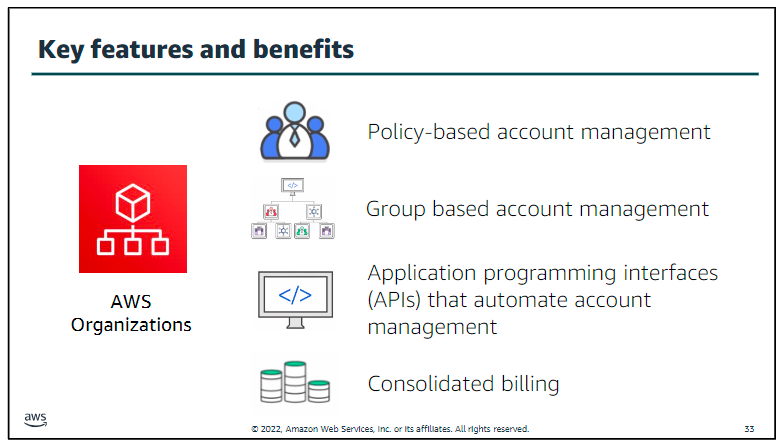 Key features and benefits
Policy-based account management
</>
Group based account management
AWS
Organizations
Application programming interfaces
(APIs) that automate account
management
</>
Consolidated billing
aws
© 2022, Amazon Web Services, Inc. or its affiliates. All rights reserved.
33